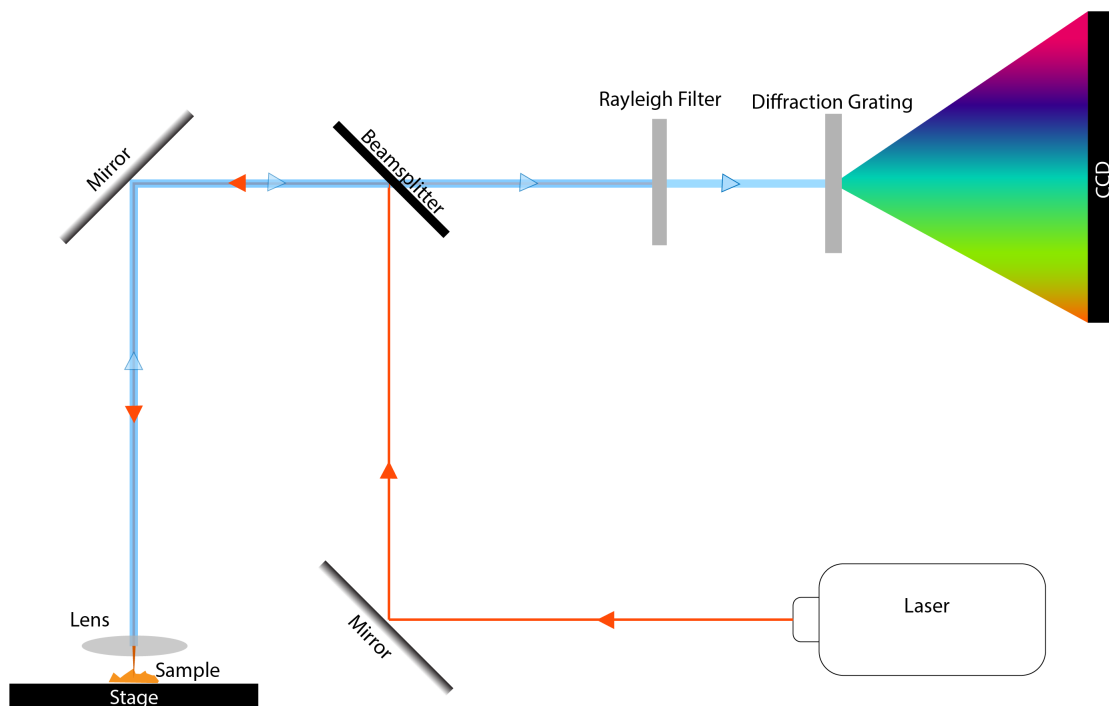 Rayleigh Filter
Diffraction Grating
Mirror
Beamsplitter
CCD
Laser
Lens
Mirror
Sample
Stage